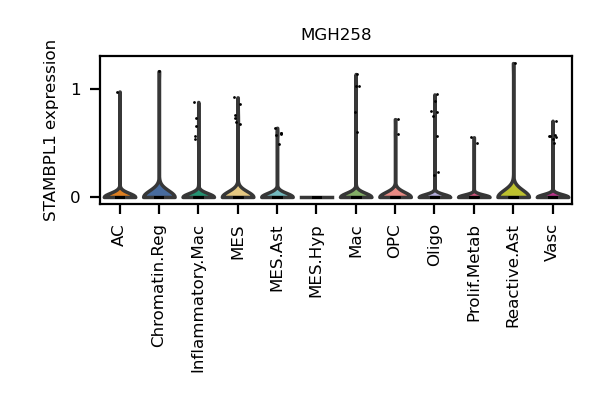 MGH258
STAMBPL1 expression
1
0
AC
Chromatin.Reg
Inflammatory.Mac
MES
MES.Ast
MES.Hyp
Mac
OPC
Oligo
Prolif.Metab
Reactive.Ast
Vasc